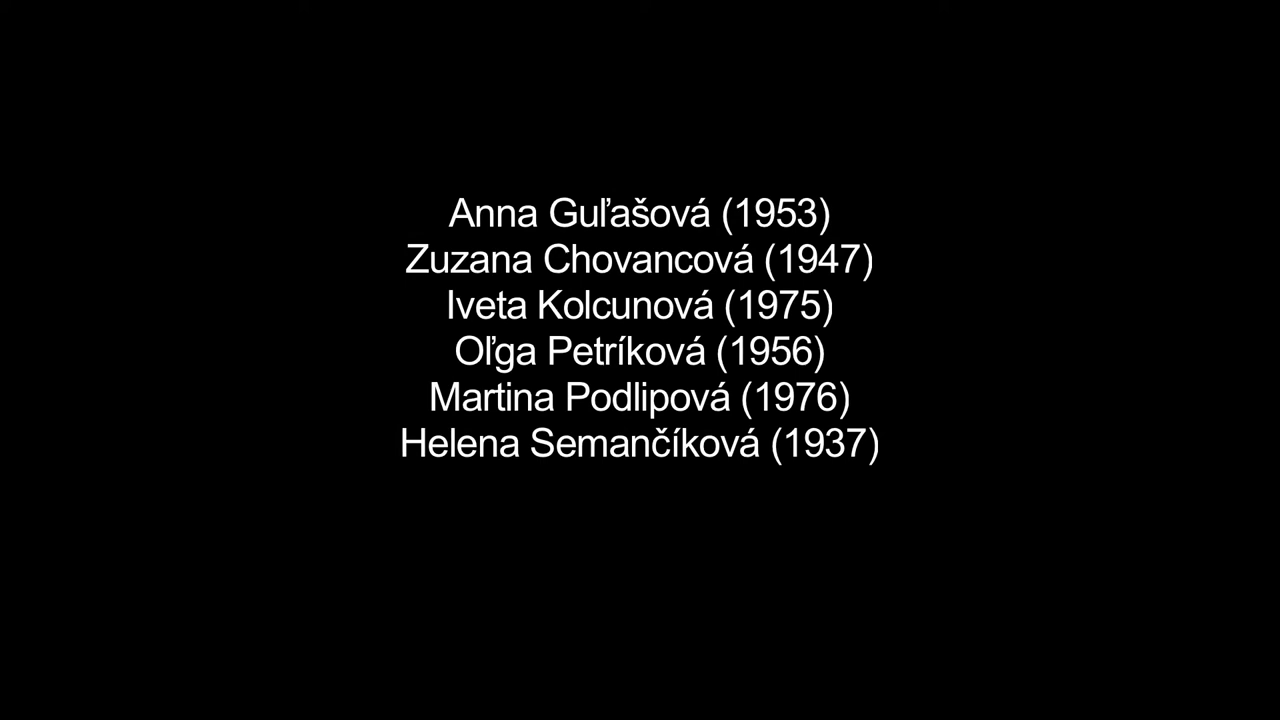 Anna Guľašová (1953)
Zuzana Chovancová (1947)
Iveta Kolcunová (1975)
Oľga Petríková (1956)
Martina Podlipová (1976)
Helena Semančíková (1937)